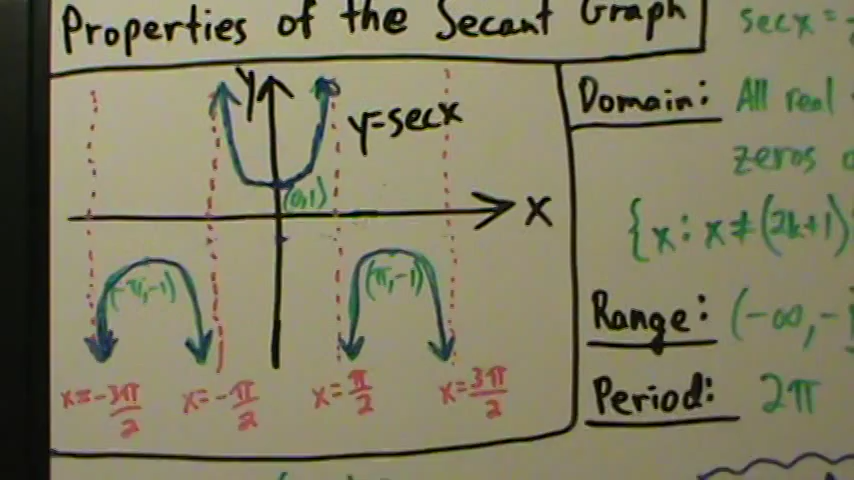 Properties of the Secant Graph
y
y=secx
(0,1)
x
(-π,-1)
(π,-1)
x=-3π/2
x=-π/2
x=π/2
x=3π/2
secx =
Domain: All real
zeros
{x: x≠(2k+1)
Range: (-∞,-
Period: 2π